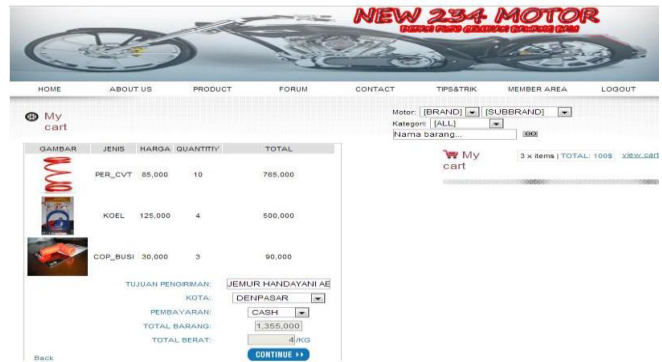 NEW 234 MOTOR
HOME ABOUT US PRODUCT FORUM CONTACT TIPS&TRIK MEMBER AREA LOGOUT
My cart
Motor: [BRAND] [SUBBRAND]
Kategori: [ALL]
Nama barang... GO
My cart 3 x items | TOTAL: 100$ view cart
GAMBAR JENIS HARGA QUANTITIY TOTAL
PER_CVT 85,000 10 765,000
KOEL 125,000 4 500,000
COP_BUSI 30,000 3 90,000
TUJUAN PENGIRIMAN: JEMUR HANDAYANI AE
KOTA: DENPASAR
PEMBAYARAN: CASH
TOTAL BARANG: 1,355,000
TOTAL BERAT: 4 /KG
Back CONTINUE